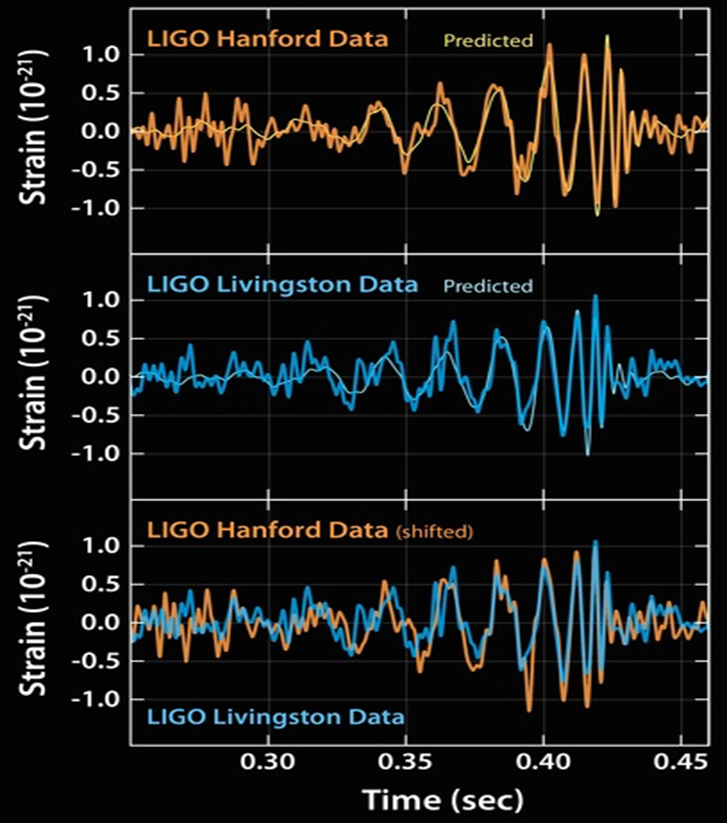 LIGO Hanford Data Predicted
Strain (10-21)
1.0
0.5
0.0
-0.5
-1.0
LIGO Livingston Data Predicted
Strain (10-21)
1.0
0.5
0.0
-0.5
-1.0
LIGO Hanford Data (shifted)
Strain (10-21)
1.0
0.5
0.0
-0.5
-1.0
LIGO Livingston Data
0.30 0.35 0.40 0.45
Time (sec)